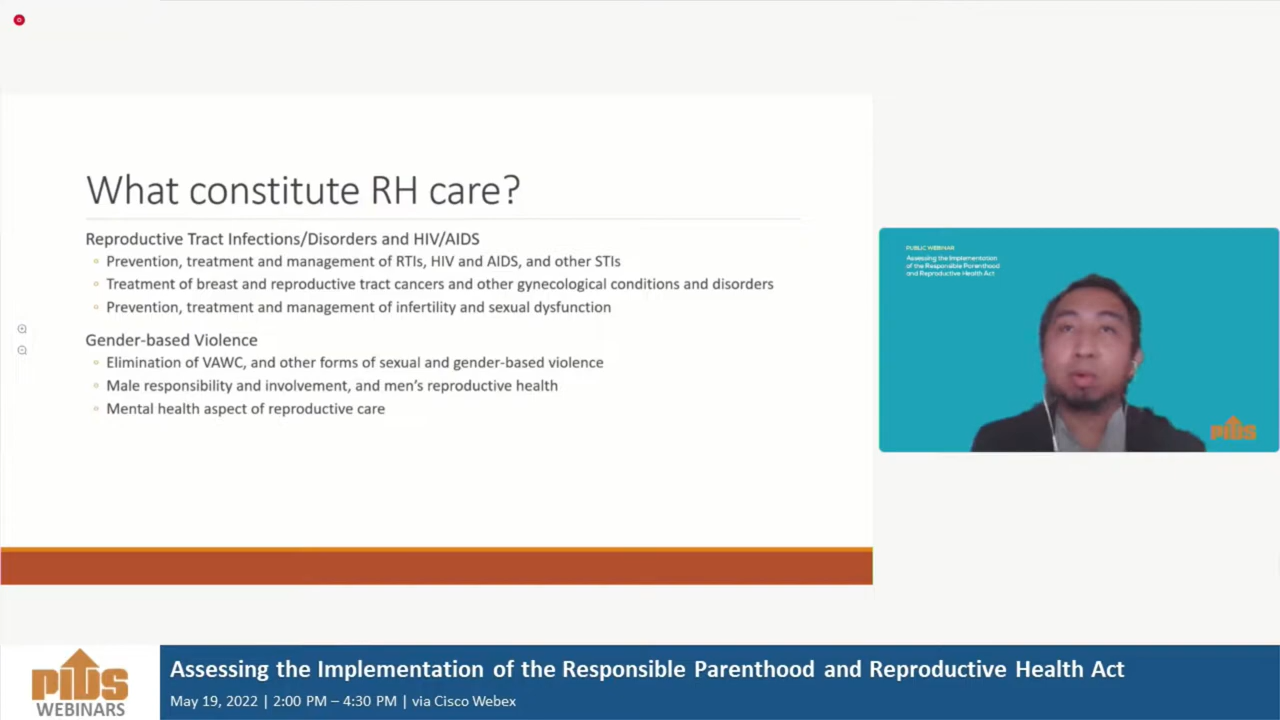 What constitute RH care?
Reproductive Tract Infections/Disorders and HIV/AIDS
Prevention, treatment and management of RTIs, HIV and AIDS, and other STIs
Treatment of breast and reproductive tract cancers and other gynecological conditions and disorders
Prevention, treatment and management of infertility and sexual dysfunction
Gender-based Violence
Elimination of VAWC, and other forms of sexual and gender-based violence
Male responsibility and involvement, and men's reproductive health
Mental health aspect of reproductive care
PUBLIC WEBINAR
Assessing the Implementation
of the Responsible Parenthood
and Reproductive Health Act
PIDS
PIDS
WEBINARS
Assessing the Implementation of the Responsible Parenthood and Reproductive Health Act
May 19, 2022 | 2:00 PM – 4:30 PM | via Cisco Webex